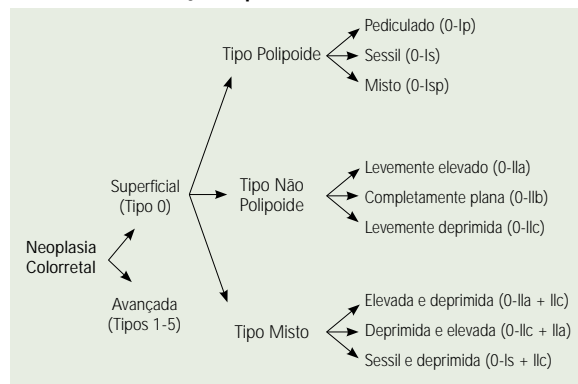 Neoplasia
Colorretal
Superficial
(Tipo 0)
Avançada
(Tipos 1-5)
Tipo Polipoide
Pediculado (0-Ip)
Sessil (0-Is)
Misto (0-Isp)
Tipo Não
Polipoide
Levemente elevado (0-IIa)
Completamente plana (0-IIb)
Levemente deprimida (0-IIc)
Tipo Misto
Elevada e deprimida (0-IIa + IIc)
Deprimida e elevada (0-IIc + IIa)
Sessil e deprimida (0-Is + IIc)